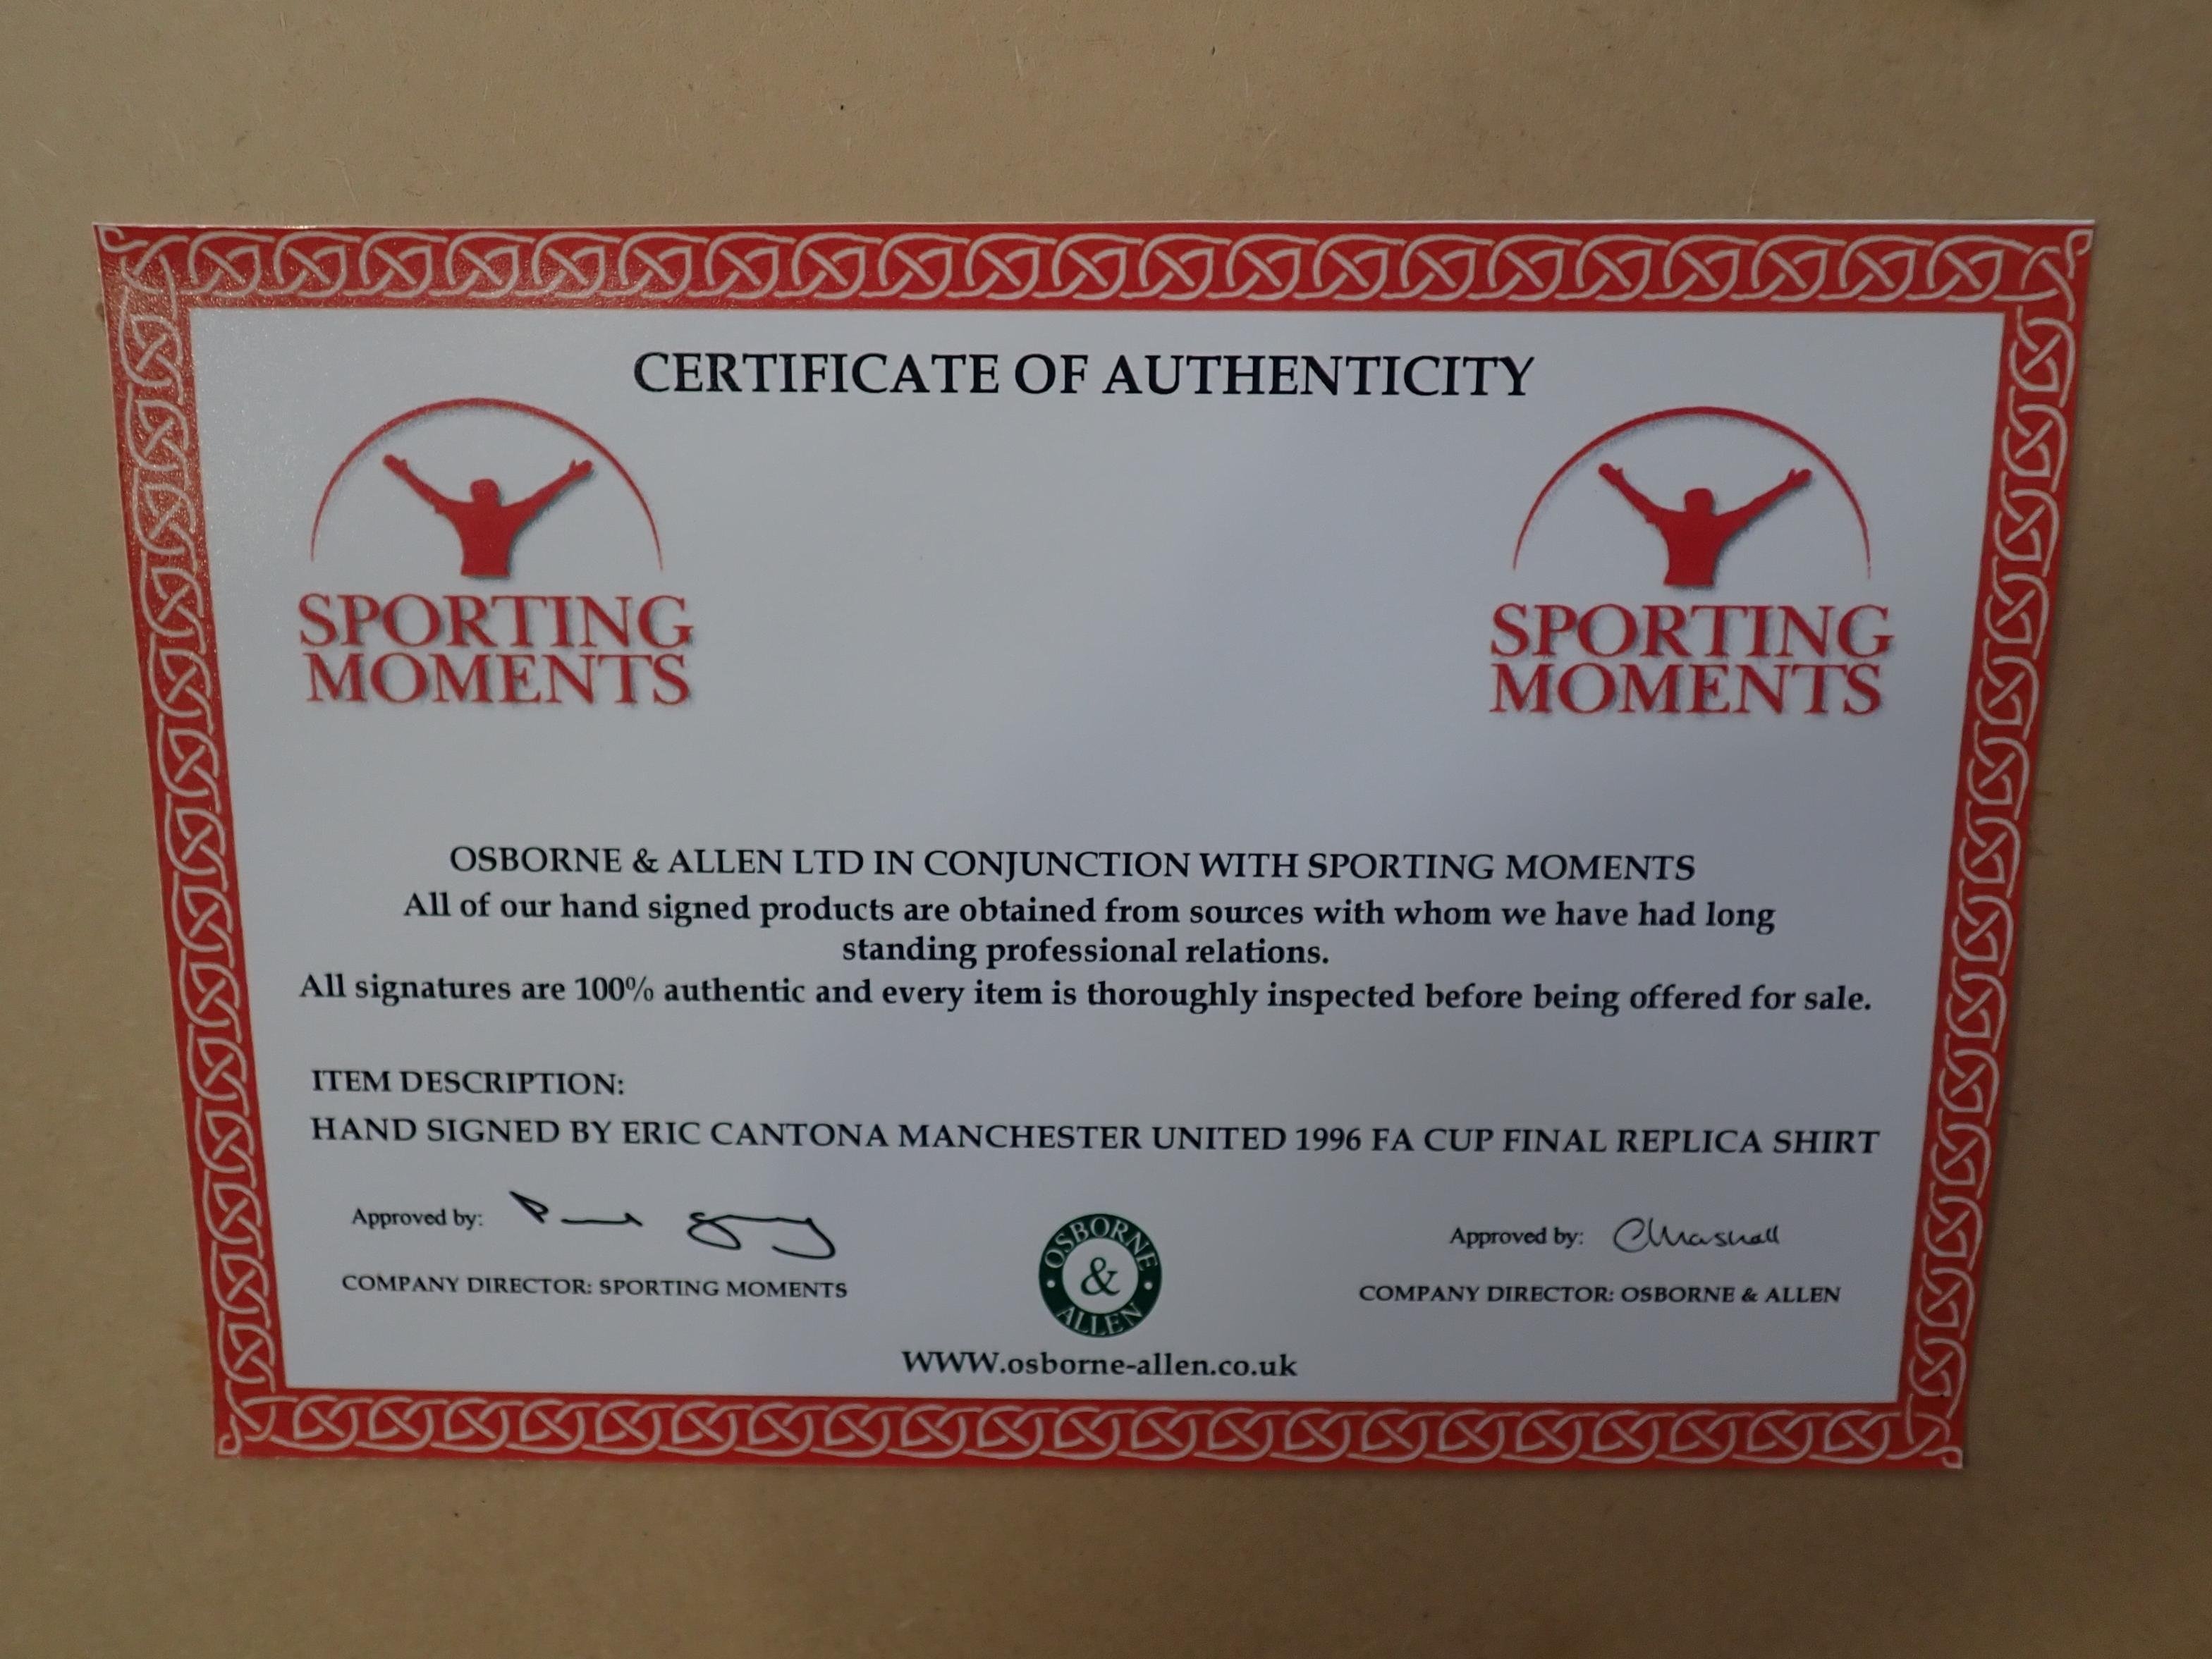 CERTIFICATE OF AUTHENTICITY
SPORTING
MOMENTS
SPORTING
MOMENTS
OSBORNE & ALLEN LTD IN CONJUNCTION WITH SPORTING MOMENTS
All of our hand signed products are obtained from sources with whom we have had long
standing professional relations.
All signatures are 100% authentic and every item is thoroughly inspected before being offered for sale.
ITEM DESCRIPTION:
HAND SIGNED BY ERIC CANTONA MANCHESTER UNITED 1996 FA CUP FINAL REPLICA SHIRT
Approved by:
COMPANY DIRECTOR: SPORTING MOMENTS
OSBORNE
&
ALLEN
Approved by: CMarshall
COMPANY DIRECTOR: OSBORNE & ALLEN
WWW.osborne-allen.co.uk